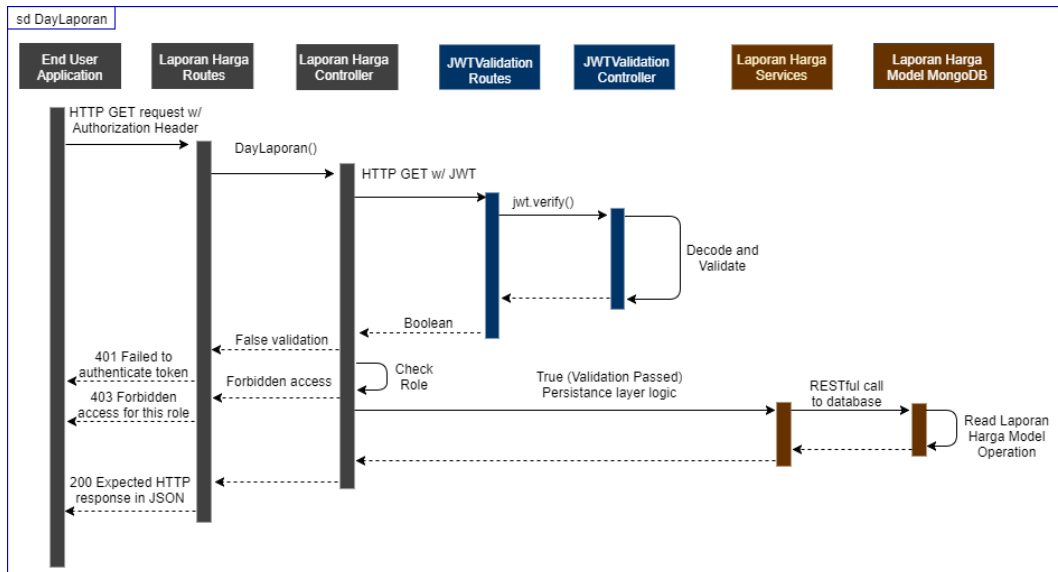 sd DayLaporan
End User
Application
Laporan Harga
Routes
Laporan Harga
Controller
JWTValidation
Routes
JWTValidation
Controller
Laporan Harga
Services
Laporan Harga
Model MongoDB
HTTP GET request w/
Authorization Header
DayLaporan()
HTTP GET w/ JWT
jwt.verify()
Decode and
Validate
Boolean
False validation
401 Failed to
authenticate token
Check
Role
Forbidden access
403 Forbidden
access for this role
True (Validation Passed)
Persistance layer logic
RESTful call
to database
Read Laporan
Harga Model
Operation
200 Expected HTTP
response in JSON